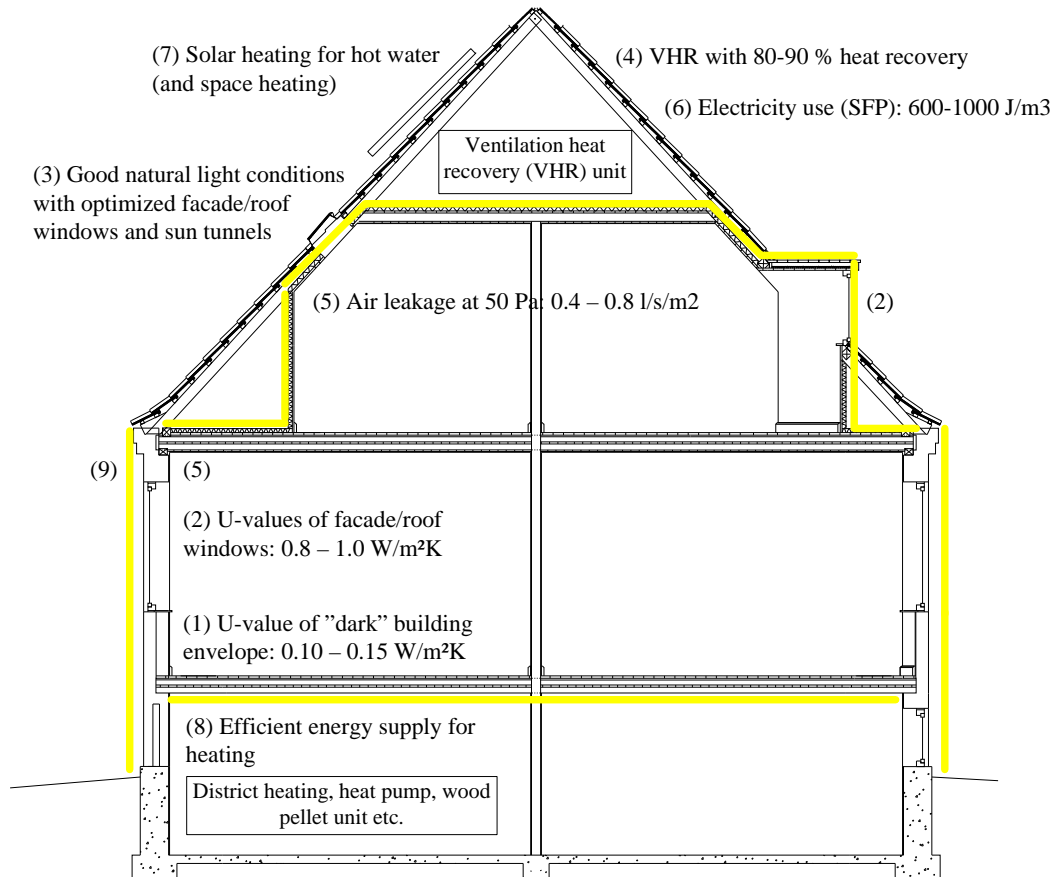 (7) Solar heating for hot water
(and space heating)
(4) VHR with 80-90 % heat recovery
(6) Electricity use (SFP): 600-1000 J/m3
Ventilation heat
recovery (VHR) unit
(3) Good natural light conditions
with optimized facade/roof
windows and sun tunnels
(5) Air leakage at 50 Pa: 0.4 – 0.8 l/s/m2
(2)
(9)
(5)
(2) U-values of facade/roof
windows: 0.8 – 1.0 W/m²K
(1) U-value of ”dark” building
envelope: 0.10 – 0.15 W/m²K
(8) Efficient energy supply for
heating
District heating, heat pump, wood
pellet unit etc.